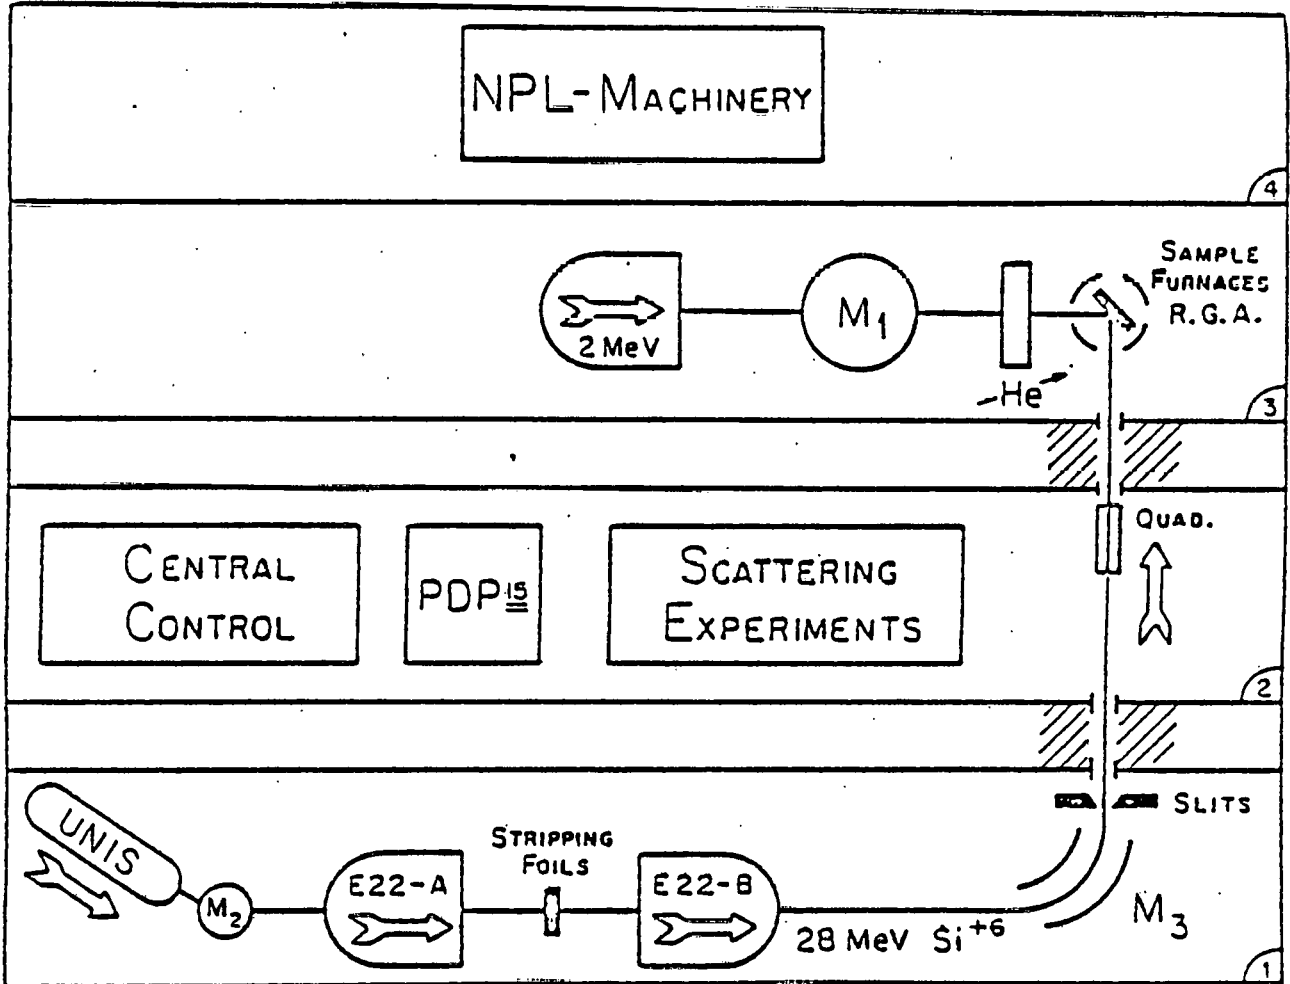 NPL-MACHINERY
4
SAMPLE
FURNACES
R.G.A.
2 MeV
M1
He
3
QUAD.
CENTRAL
CONTROL
PDP15
SCATTERING
EXPERIMENTS
2
SLITS
UNIS
M2
E22-A
STRIPPING
FOILS
E22-B
28 MeV Si+6
M3
1